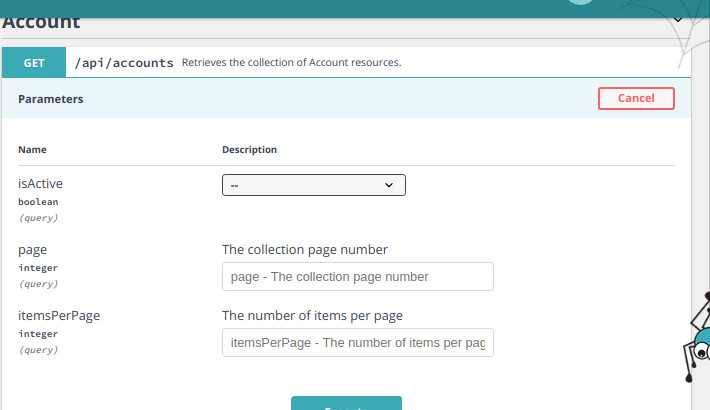 Account
GET /api/accounts Retrieves the collection of Account resources.
Parameters
Cancel
Name Description
isActive
boolean
(query)
--
page
integer
(query)
The collection page number
page - The collection page number
itemsPerPage
integer
(query)
The number of items per page
itemsPerPage - The number of items per pag